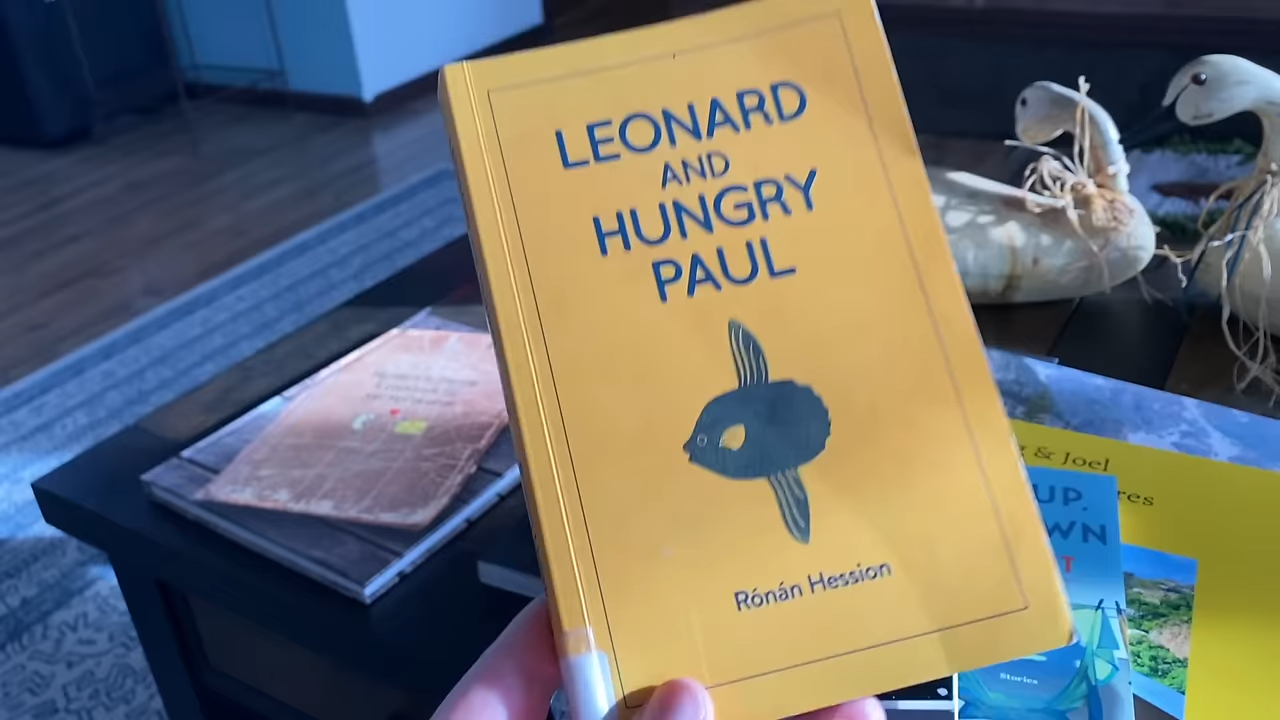 LEONARD
AND
HUNGRY
PAUL
Rónán Hession
& Joel
UP.
WN
Stories